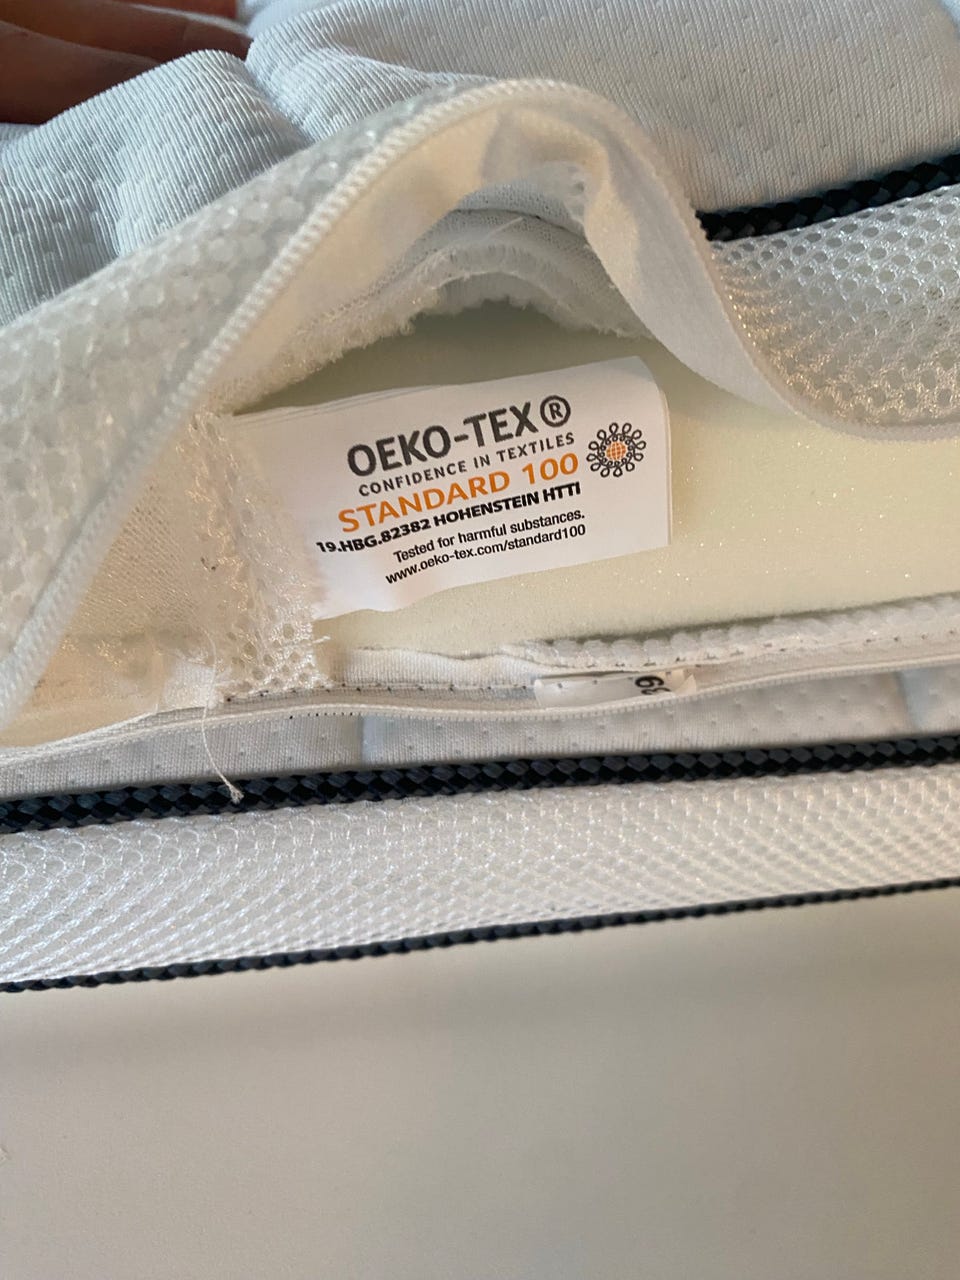 OEKO-TEX®
CONFIDENCE IN TEXTILES
STANDARD 100
19.HBG.82382 HOHENSTEIN HTTI
Tested for harmful substances.
www.oeko-tex.com/standard100
39